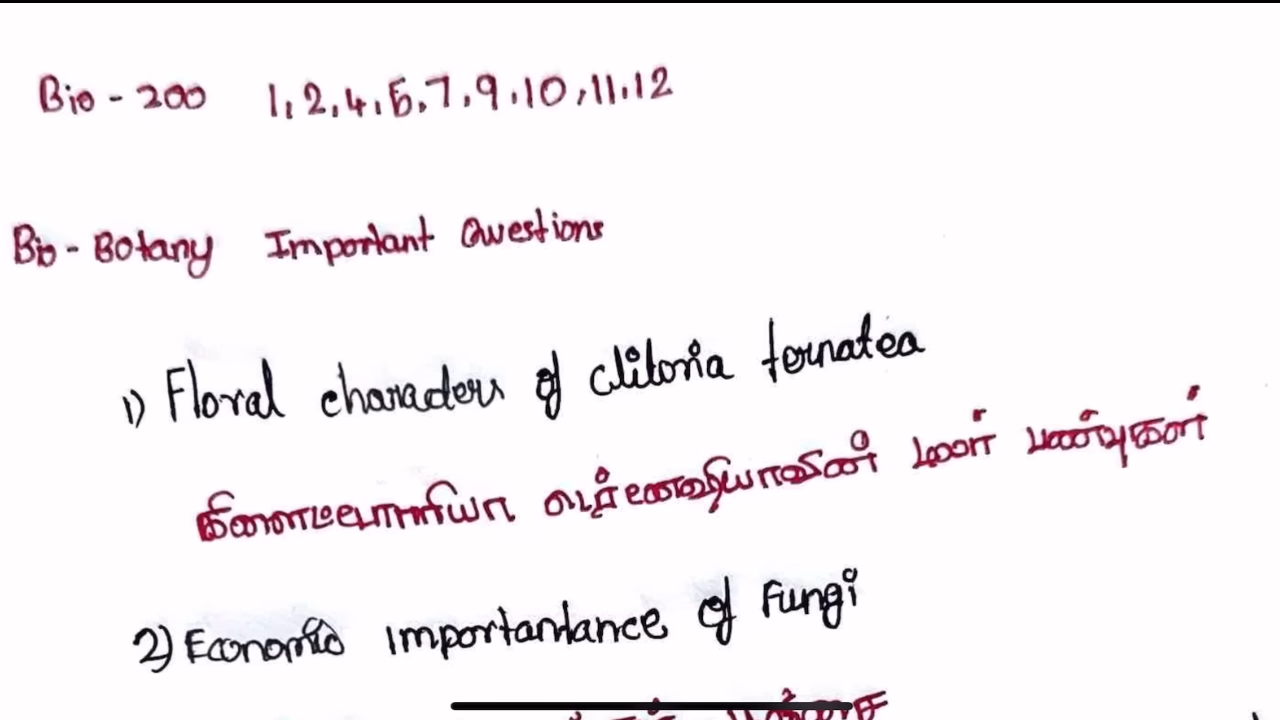 Bio - 200 1, 2, 4, 5, 7, 9, 10, 11, 12
Bio - Botany Important Questions
1) Floral characters of clitoria ternatea
மலர் பண்புகள்
2) Economic importantance of Fungi